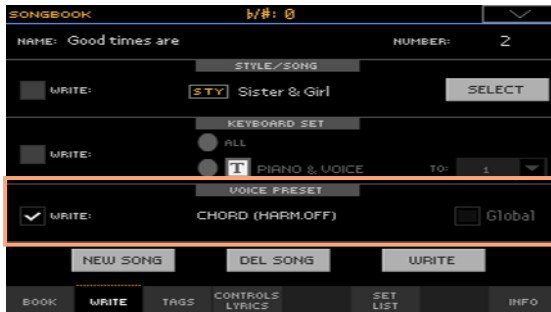 SONGBOOK b/#: 0
NAME: Good times are NUMBER: 2
STYLE/SONG
WRITE: STY Sister & Girl SELECT
KEYBOARD SET
ALL
WRITE:
T PIANO & VOICE TO: 1
VOICE PRESET
WRITE: CHORD (HARM.OFF) Global
NEW SONG DEL SONG WRITE
BOOK WRITE TAGS CONTROLS LYRICS SET LIST INFO